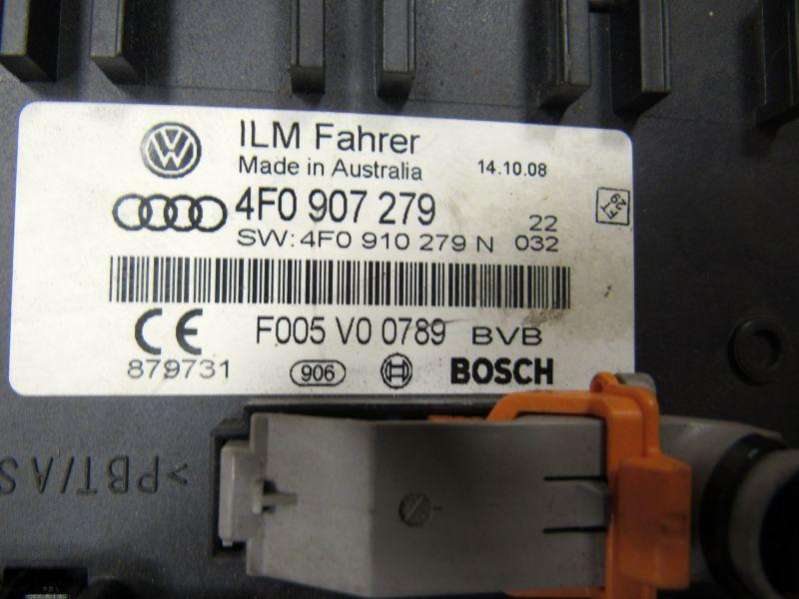 ILM Fahrer
Made in Australia 14.10.08
4F0 907 279 22
SW: 4F0 910 279 N 032
F005 V0 0789 BVB
879731 906 BOSCH
>PBT/AS